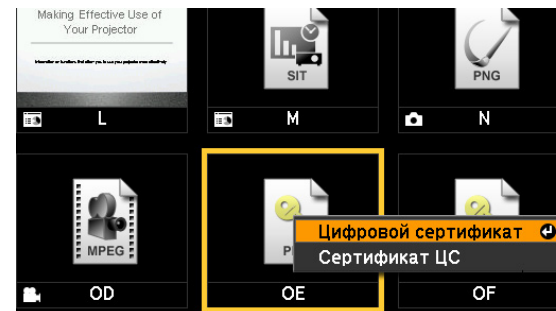 Making Effective Use of
Your Projector
SIT
PNG
L
M
N
MPEG
Цифровой сертификат
Сертификат ЦС
OD
OE
OF